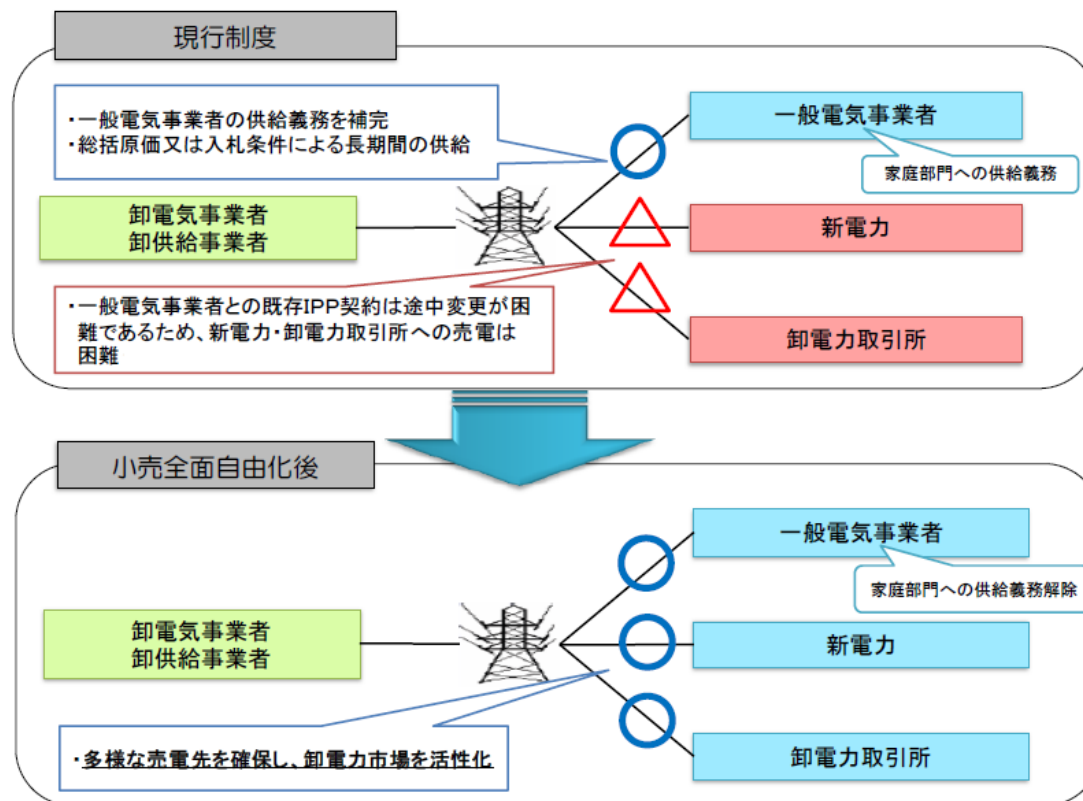 現行制度
・一般電気事業者の供給義務を補完
・総括原価又は入札条件による長期間の供給
一般電気事業者
家庭部門への供給義務
卸電気事業者
卸供給事業者
新電力
・一般電気事業者との既存IPP契約は途中変更が困
難であるため、新電力・卸電力取引所への売電は
困難
卸電力取引所
小売全面自由化後
一般電気事業者
家庭部門への供給義務解除
卸電気事業者
卸供給事業者
新電力
・多様な売電先を確保し、卸電力市場を活性化
卸電力取引所